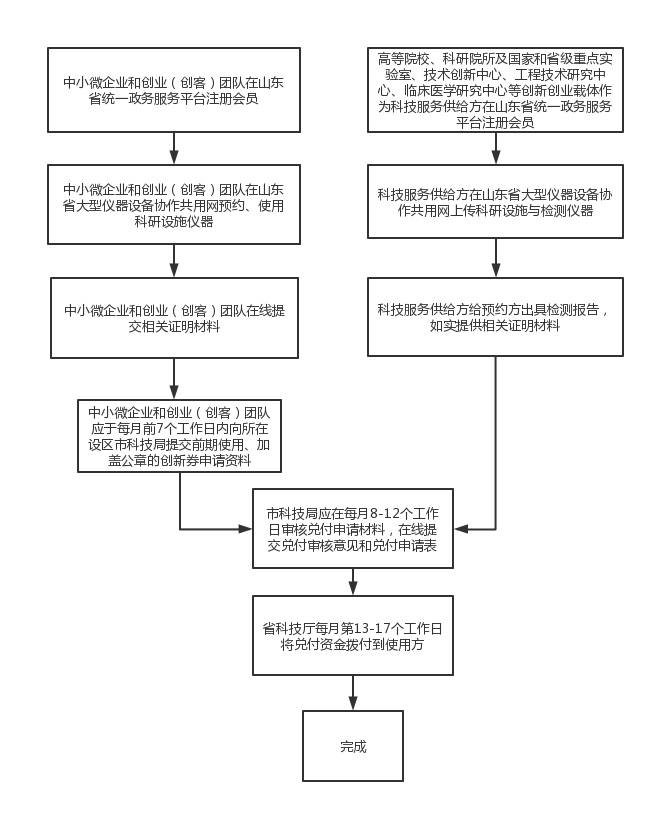 中小微企业和创业（创客）团队在山东
省统一政务服务平台注册会员
高等院校、科研院所及国家和省级重点实
验室、技术创新中心、工程技术研究中
心、临床医学研究中心等创新创业载体作
为科技服务供给方在山东省统一政务服务
平台注册会员
中小微企业和创业（创客）团队在山东
省大型仪器设备协作共用网预约、使用
科研设施仪器
科技服务供给方在山东省大型仪器设备协
作共用网上传科研设施与检测仪器
中小微企业和创业（创客）团队在线提
交相关证明材料
科技服务供给方给预约方出具检测报告，
如实提供相关证明材料
中小微企业和创业（创客）团队
应于每月前7个工作日内向所在
设区市科技局提交前期使用、加
盖公章的创新券申请资料
市科技局应在每月8-12个工作
日审核兑付申请材料，在线提
交兑付审核意见和兑付申请表
省科技厅每月第13-17个工作日
将兑付资金拨付到使用方
完成